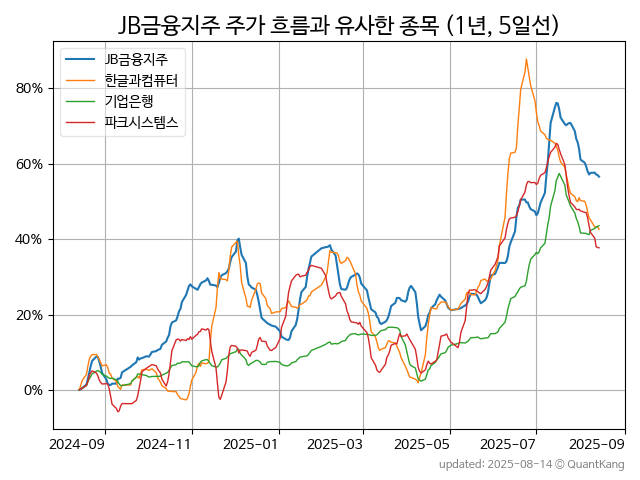 JB금융지주 주가 흐름과 유사한 종목 (1년, 5일선)
JB금융지주
한글과컴퓨터
기업은행
파크시스템스
80%
60%
40%
20%
0%
2024-09 2024-11 2025-01 2025-03 2025-05 2025-07 2025-09
updated: 2025-08-14 © QuantKang